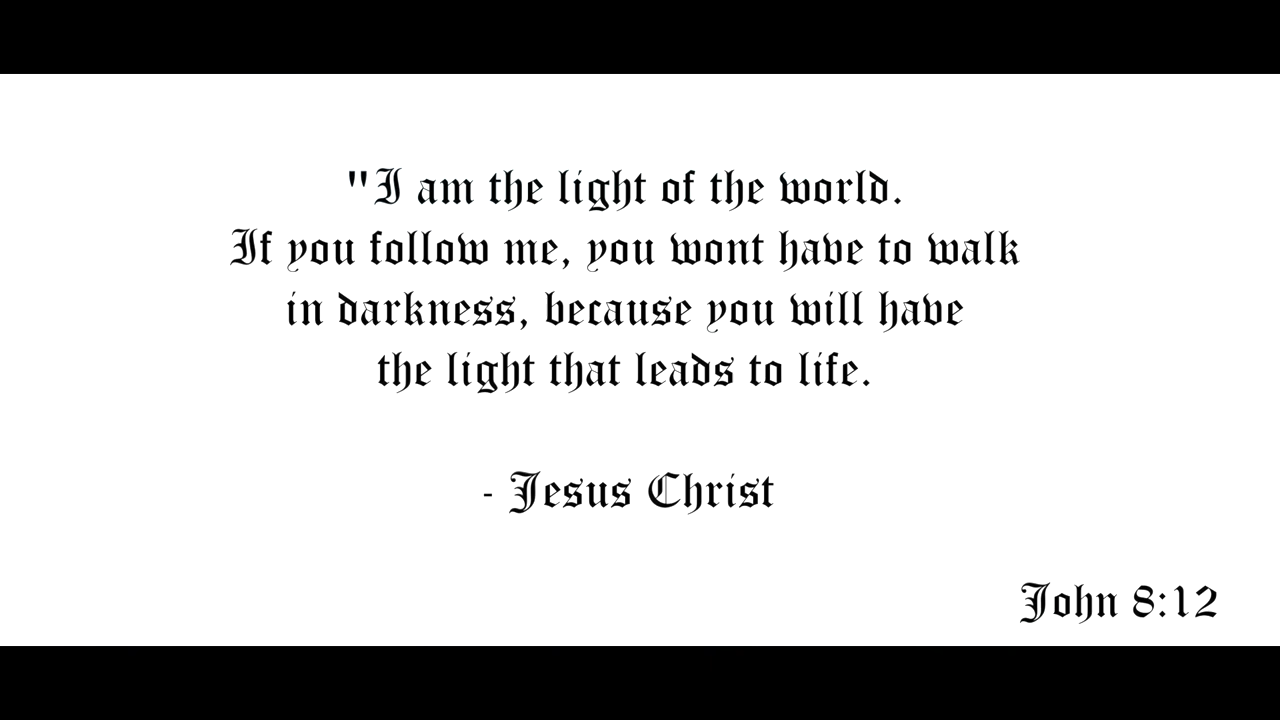 "I am the light of the world.
If you follow me, you wont have to walk
in darkness, because you will have
the light that leads to life.
- Jesus Christ
John 8:12